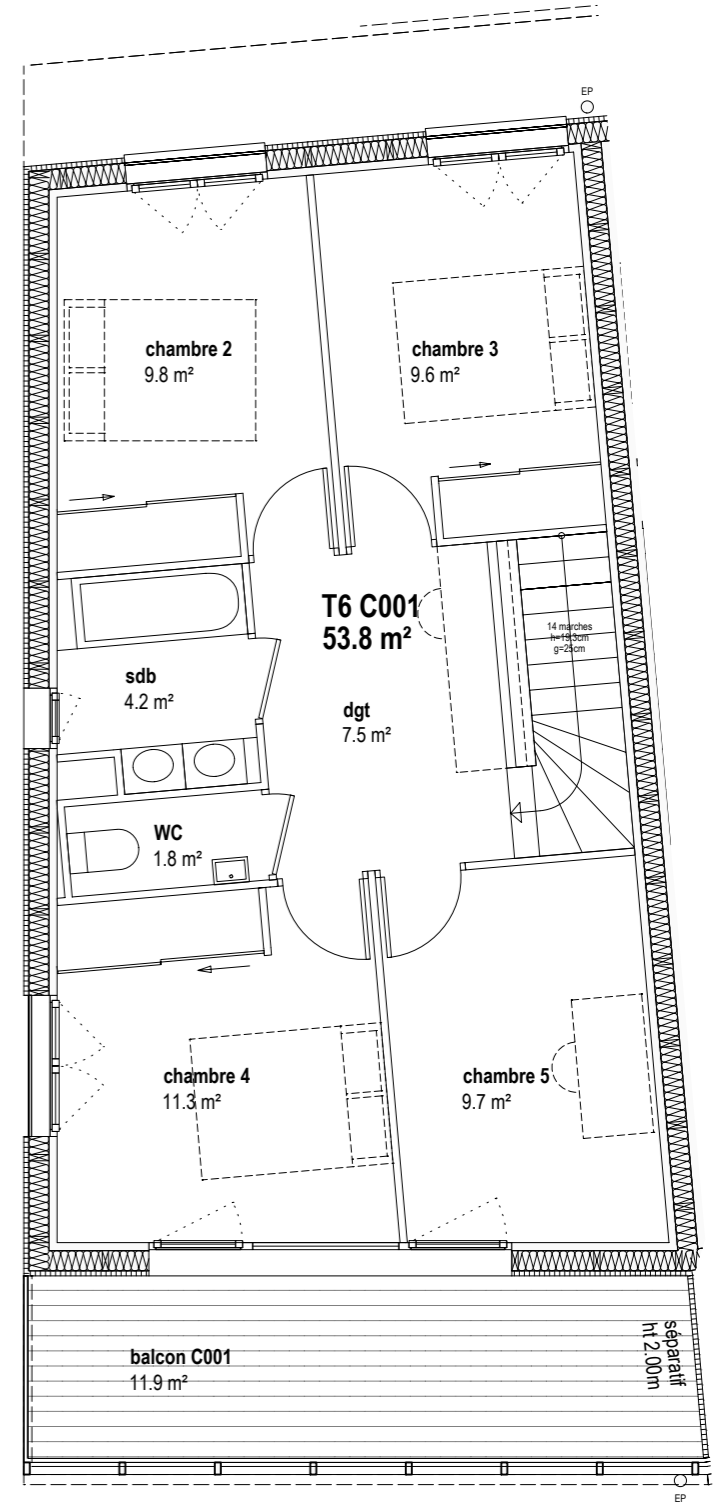 EP
chambre 2
9.8 m²
chambre 3
9.6 m²
T6 C001
53.8 m²
14 marches
h=19.3cm
g=25cm
sdb
4.2 m²
dgt
7.5 m²
WC
1.8 m²
chambre 4
11.3 m²
chambre 5
9.7 m²
balcon C001
11.9 m²
séparatif
ht 2.00m
EP